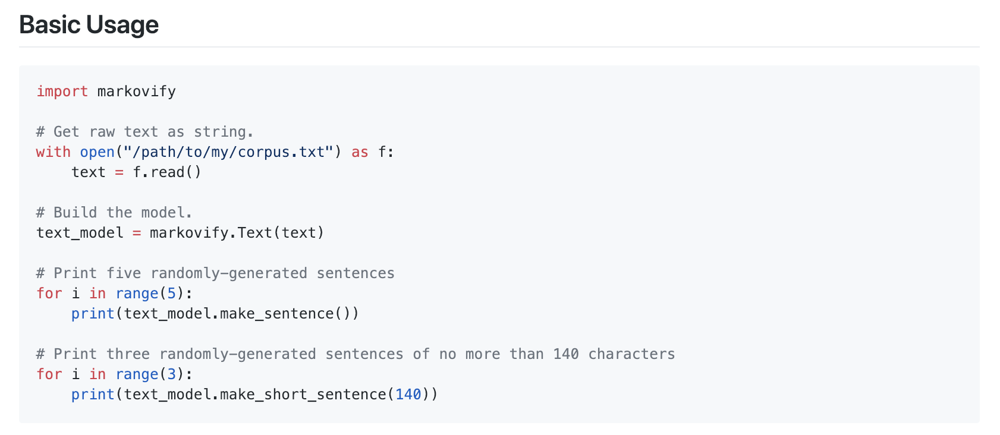 Basic Usage
import markovify
# Get raw text as string.
with open("/path/to/my/corpus.txt") as f:
    text = f.read()
# Build the model.
text_model = markovify.Text(text)
# Print five randomly-generated sentences
for i in range(5):
    print(text_model.make_sentence())
# Print three randomly-generated sentences of no more than 140 characters
for i in range(3):
    print(text_model.make_short_sentence(140))